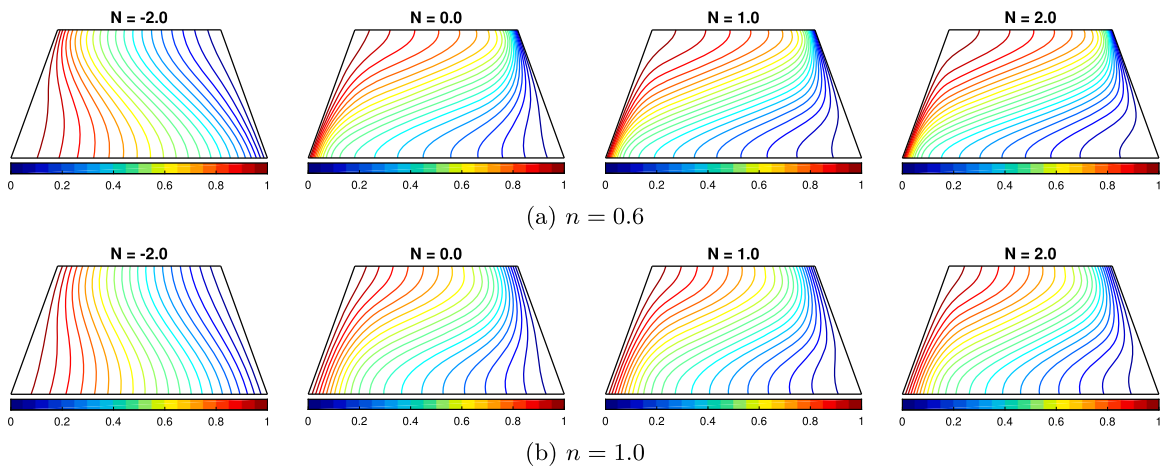 N = -2.0 N = 0.0 N = 1.0 N = 2.0
0 0.2 0.4 0.6 0.8 1 0 0.2 0.4 0.6 0.8 1 0 0.2 0.4 0.6 0.8 1 0 0.2 0.4 0.6 0.8 1
(a) n = 0.6
N = -2.0 N = 0.0 N = 1.0 N = 2.0
0 0.2 0.4 0.6 0.8 1 0 0.2 0.4 0.6 0.8 1 0 0.2 0.4 0.6 0.8 1 0 0.2 0.4 0.6 0.8 1
(b) n = 1.0